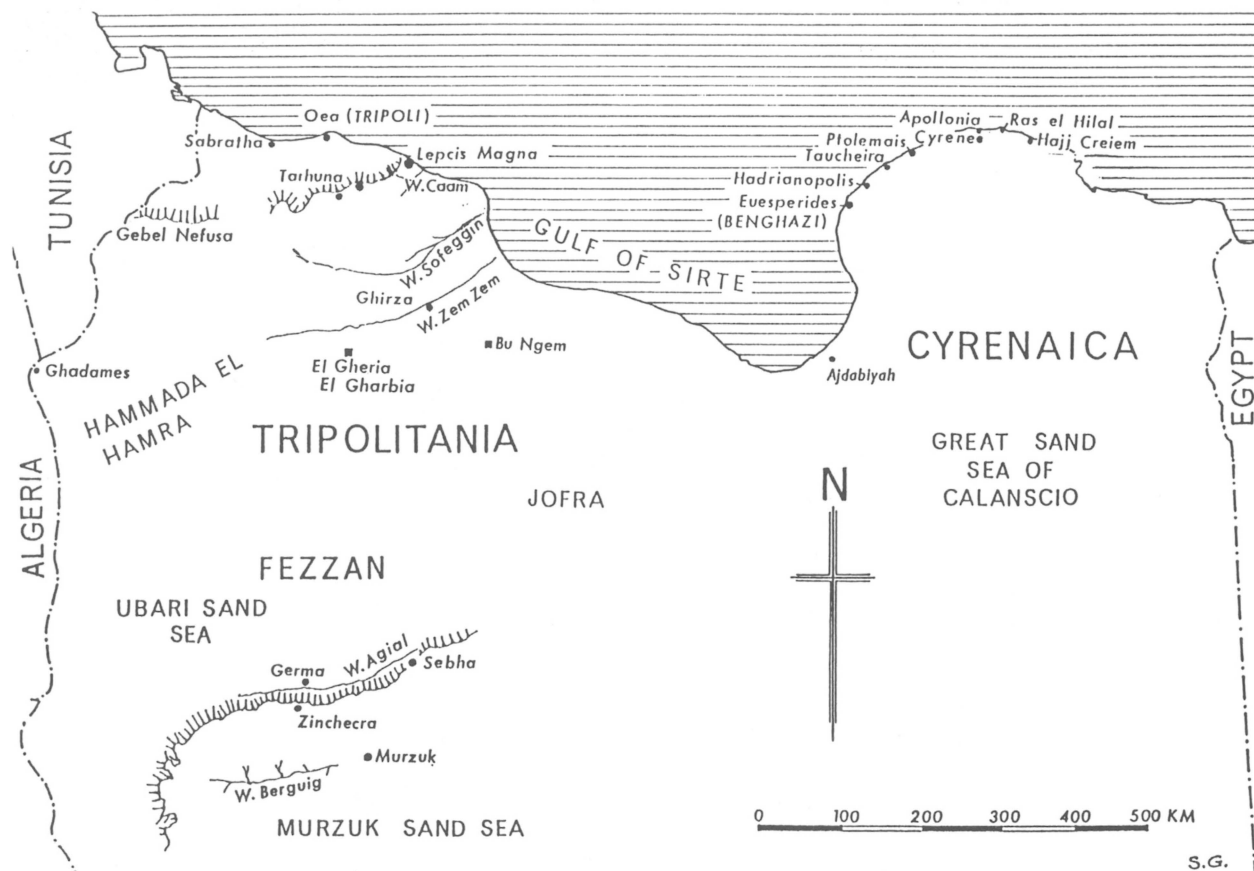 Oea (TRIPOLI)
Sabratha
Lepcis Magna
Tarhuna
W. Caam
TUNISIA
Gebel Nefusa
W. Sofeggin
Ghirza
W. Zem Zem
Bu Ngem
El Gheria
El Gharbia
Ghadames
HAMMADA EL
HAMRA
GULF OF SIRTE
Apollonia
Ras el Hilal
Ptolemais
Cyrene
Hajj Creiem
Taucheira
Hadrianopolis
Euesperides
(BENGHAZI)
CYRENAICA
Ajdabiyah
EGYPT
TRIPOLITANIA
GREAT SAND
SEA OF
CALANSCIO
JOFRA
N
ALGERIA
FEZZAN
UBARI SAND
SEA
Germa
W. Agial
Sebha
Zinchecra
Murzuk
W. Berguig
MURZUK SAND SEA
0 100 200 300 400 500 KM
S.G.